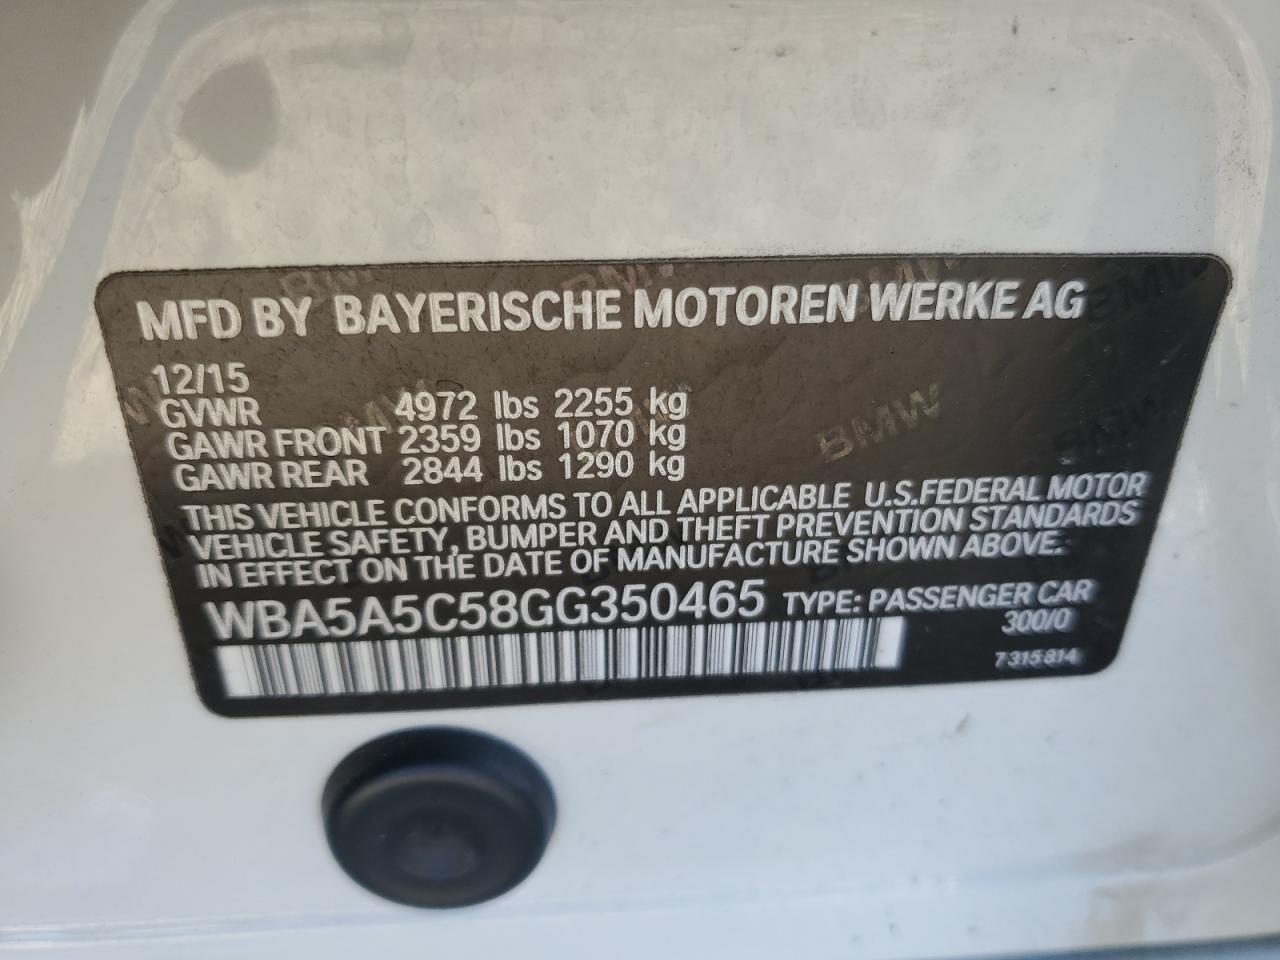 MFD BY BAYERISCHE MOTOREN WERKE AG
12/15
GVWR 4972 lbs 2255 kg
GAWR FRONT 2359 lbs 1070 kg
GAWR REAR 2844 lbs 1290 kg
THIS VEHICLE CONFORMS TO ALL APPLICABLE U.S.FEDERAL MOTOR
VEHICLE SAFETY, BUMPER AND THEFT PREVENTION STANDARDS
IN EFFECT ON THE DATE OF MANUFACTURE SHOWN ABOVE:
WBA5A5C58GG350465 TYPE: PASSENGER CAR
300/0
7 315 814